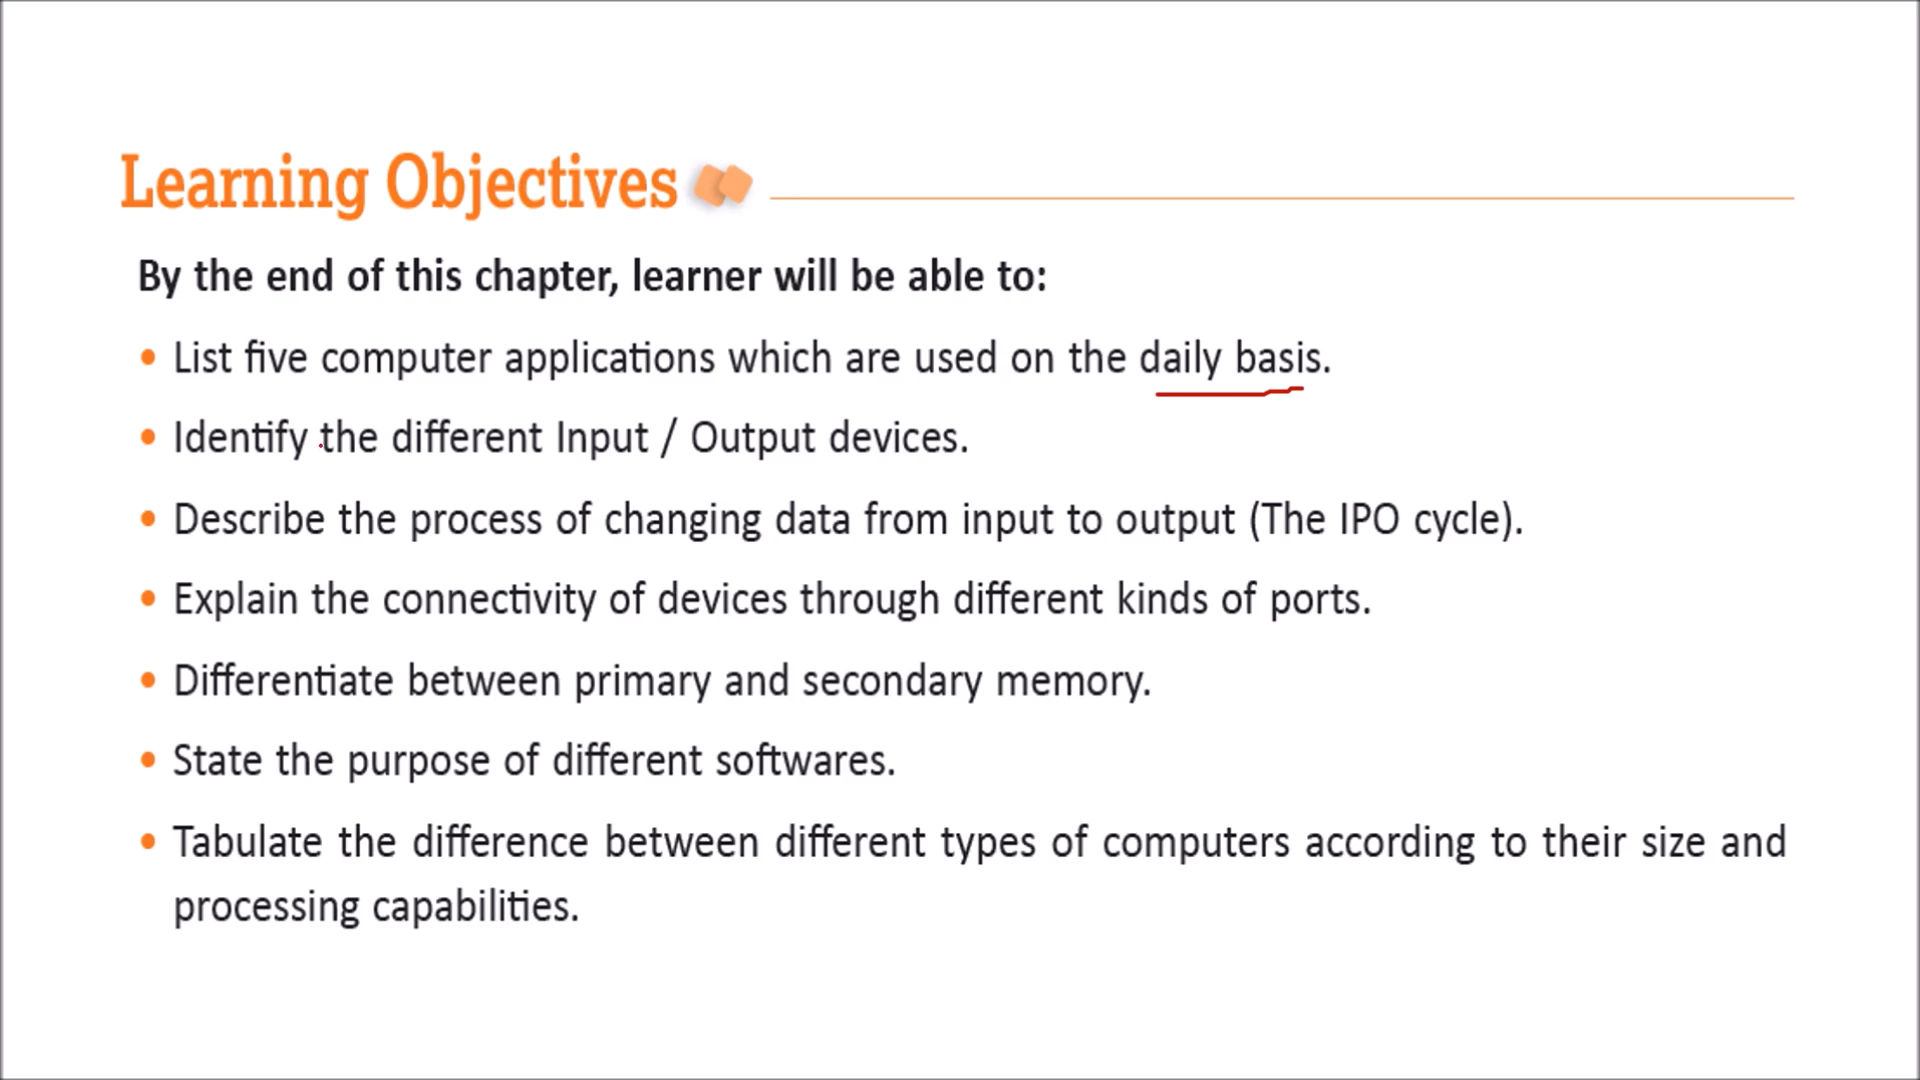 Learning Objectives
By the end of this chapter, learner will be able to:
• List five computer applications which are used on the daily basis.
• Identify the different Input / Output devices.
• Describe the process of changing data from input to output (The IPO cycle).
• Explain the connectivity of devices through different kinds of ports.
• Differentiate between primary and secondary memory.
• State the purpose of different softwares.
• Tabulate the difference between different types of computers according to their size and
processing capabilities.